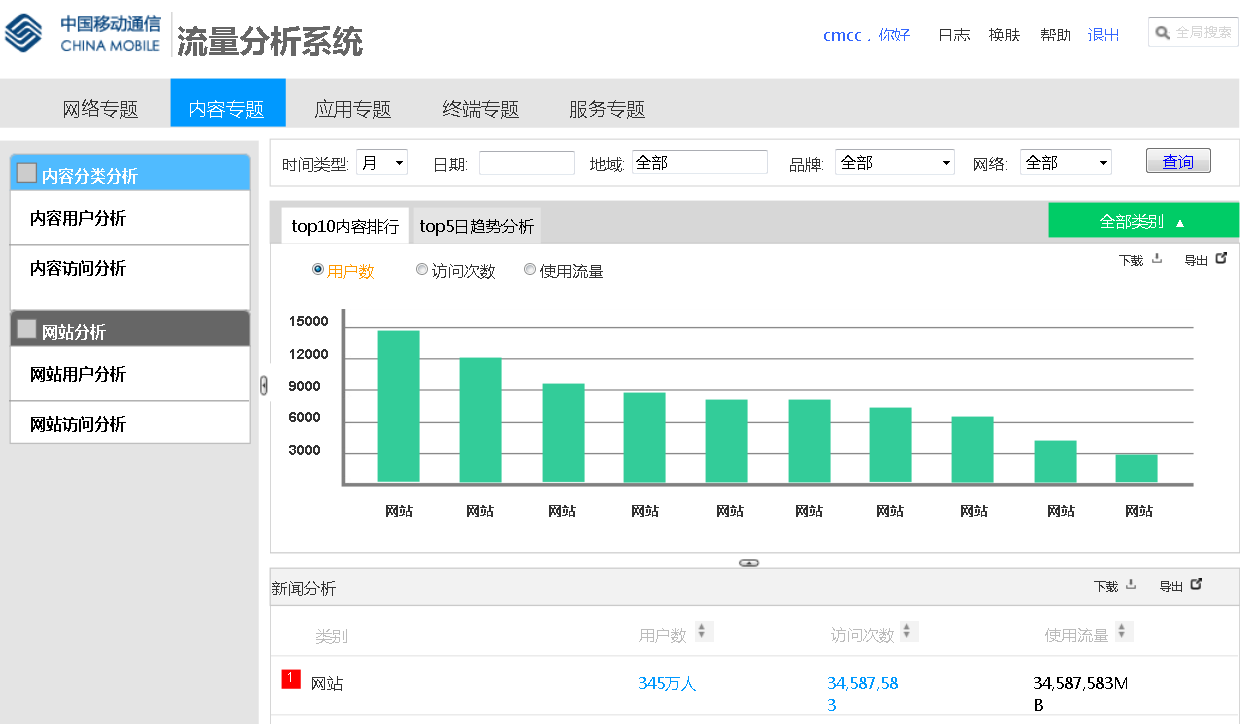 中国移动通信
CHINA MOBILE
流量分析系统
cmcc，你好 日志 换肤 帮助 退出
全局搜索
网络专题 内容专题 应用专题 终端专题 服务专题
内容分类分析
内容用户分析
内容访问分析
网站分析
网站用户分析
网站访问分析
时间类型: 月 日期: 地域: 全部 品牌: 全部 网络: 全部 查询
top10内容排行 top5日趋势分析 全部类别 ▲
下载 导出
用户数 访问次数 使用流量
15000
12000
9000
6000
3000
网站 网站 网站 网站 网站 网站 网站 网站 网站 网站
新闻分析 下载 导出
类别 用户数 访问次数 使用流量
1 网站 345万人 34,587,58 34,587,583M
3 B